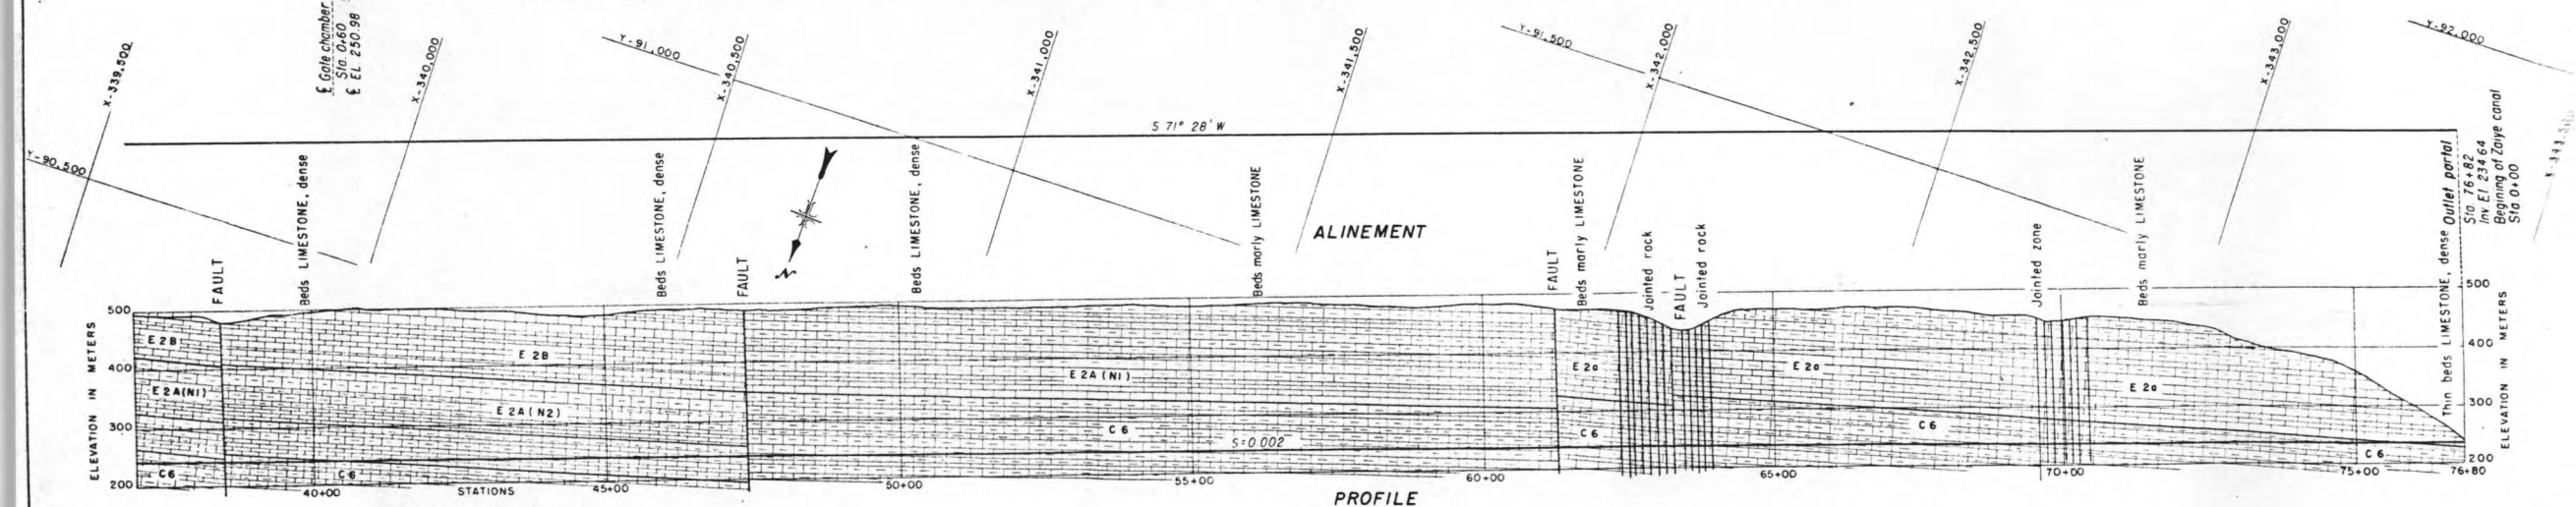 ₠ Gate chamber
Sta. 0+60
₠ EL 250.98
X-339,500
X-340,000
Y-91,000
X-340,500
X-341,000
X-341,500
Y-91,500
X-342,000
X-342,500
X-343,000
Y-92,000
Y-90,500
S 71° 28' W
N
ALINEMENT
FAULT
Beds LIMESTONE, dense
Beds LIMESTONE, dense
FAULT
Beds LIMESTONE, dense
Beds marly LIMESTONE
FAULT
Beds marly LIMESTONE
Jointed rock
FAULT
Jointed rock
Jointed zone
Beds marly LIMESTONE
Thin beds LIMESTONE, dense
Outlet portal
Sta. 76+82
Inv El 234 64
Begining of Zaiye canal
Sta 0+00
ELEVATION IN METERS
500
400
300
200
E 2B
E 2A(N1)
C6
E 2B
E 2A(N2)
C6
E 2A (N1)
C 6
S=0.002
E 2a
C6
E 2a
C6
E 2a
C 6
500
400
300
200
ELEVATION IN METERS
40+00
STATIONS
45+00
50+00
55+00
60+00
65+00
70+00
75+00
76+80
PROFILE